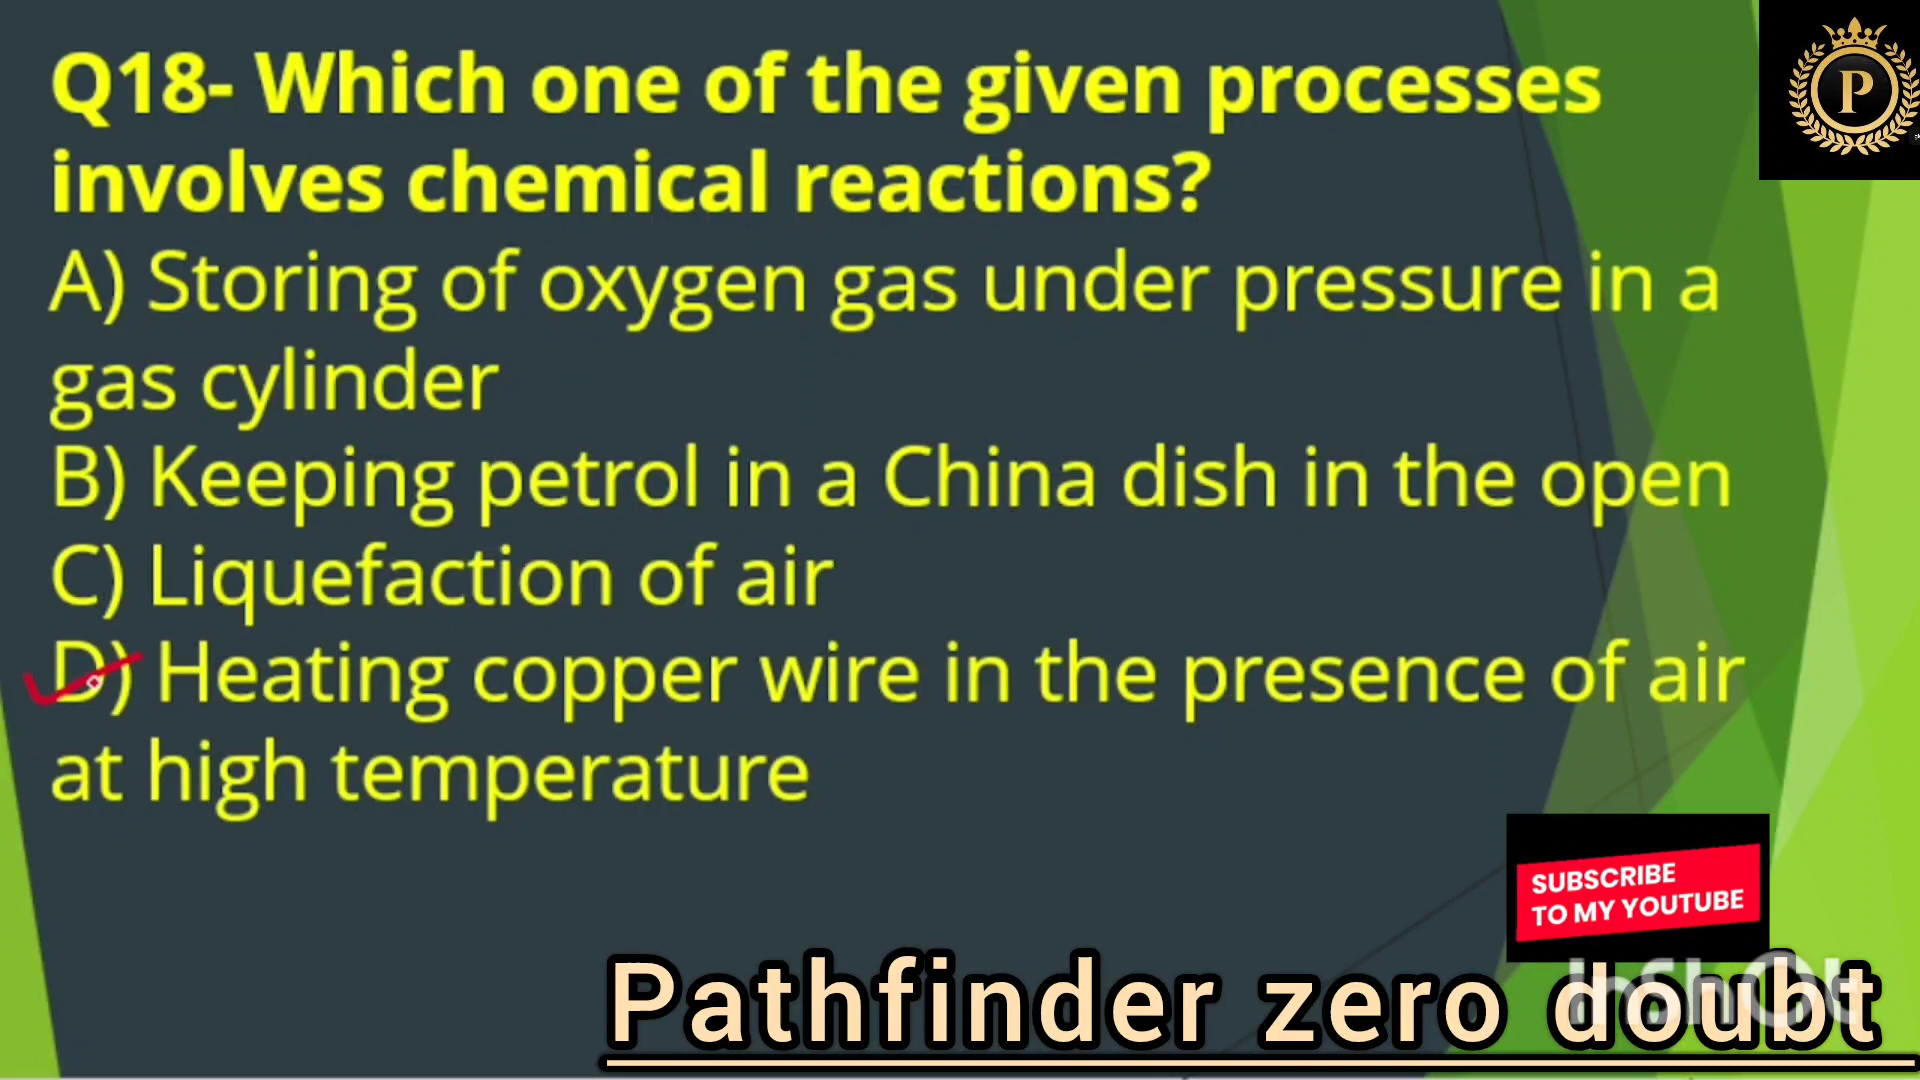 Q18- Which one of the given processes
involves chemical reactions?
A) Storing of oxygen gas under pressure in a
gas cylinder
B) Keeping petrol in a China dish in the open
C) Liquefaction of air
D) Heating copper wire in the presence of air
at high temperature
P
SUBSCRIBE
TO MY YOUTUBE
Pathfinder zero doubt
InShOt